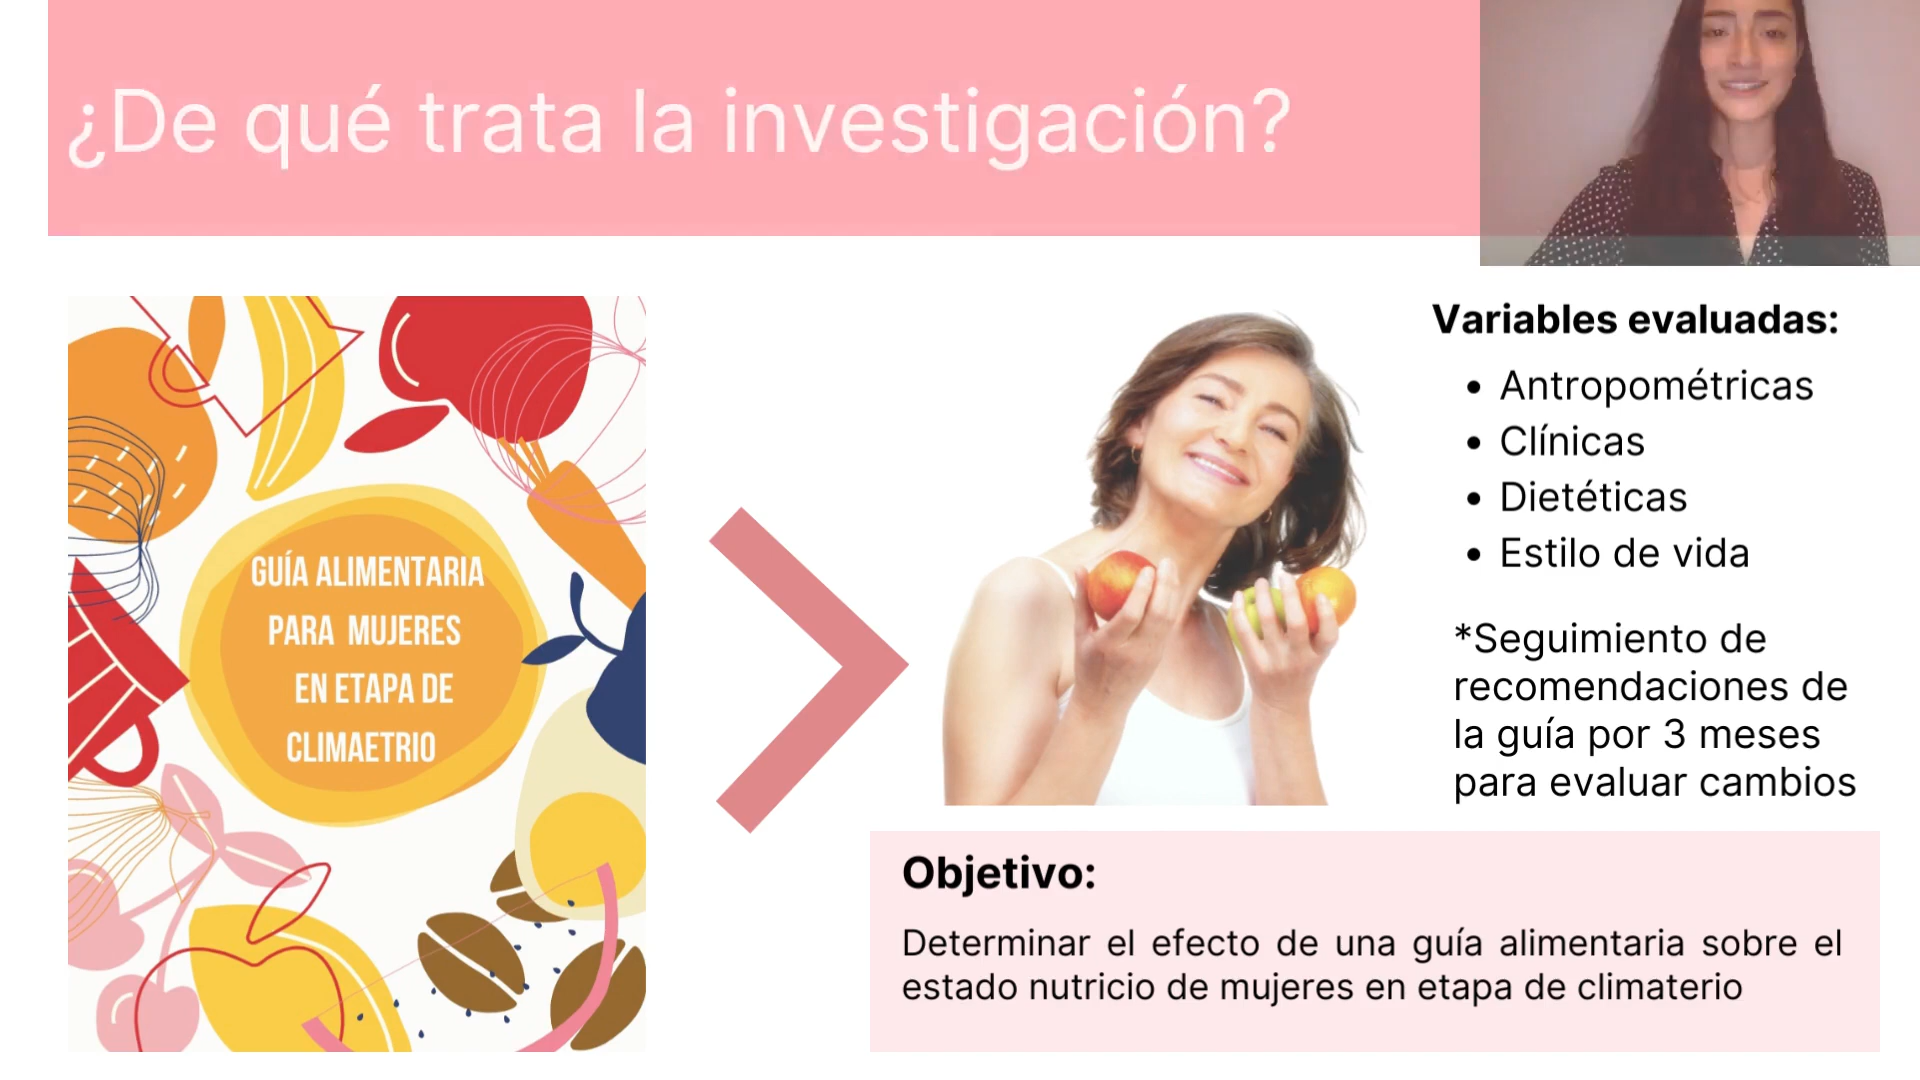 ¿De qué trata la investigación?
GUÍA ALIMENTARIA
PARA MUJERES
EN ETAPA DE
CLIMAETRIO
Variables evaluadas:
• Antropométricas
• Clínicas
• Dietéticas
• Estilo de vida
*Seguimiento de
recomendaciones de
la guía por 3 meses
para evaluar cambios
Objetivo:
Determinar el efecto de una guía alimentaria sobre el
estado nutricio de mujeres en etapa de climaterio